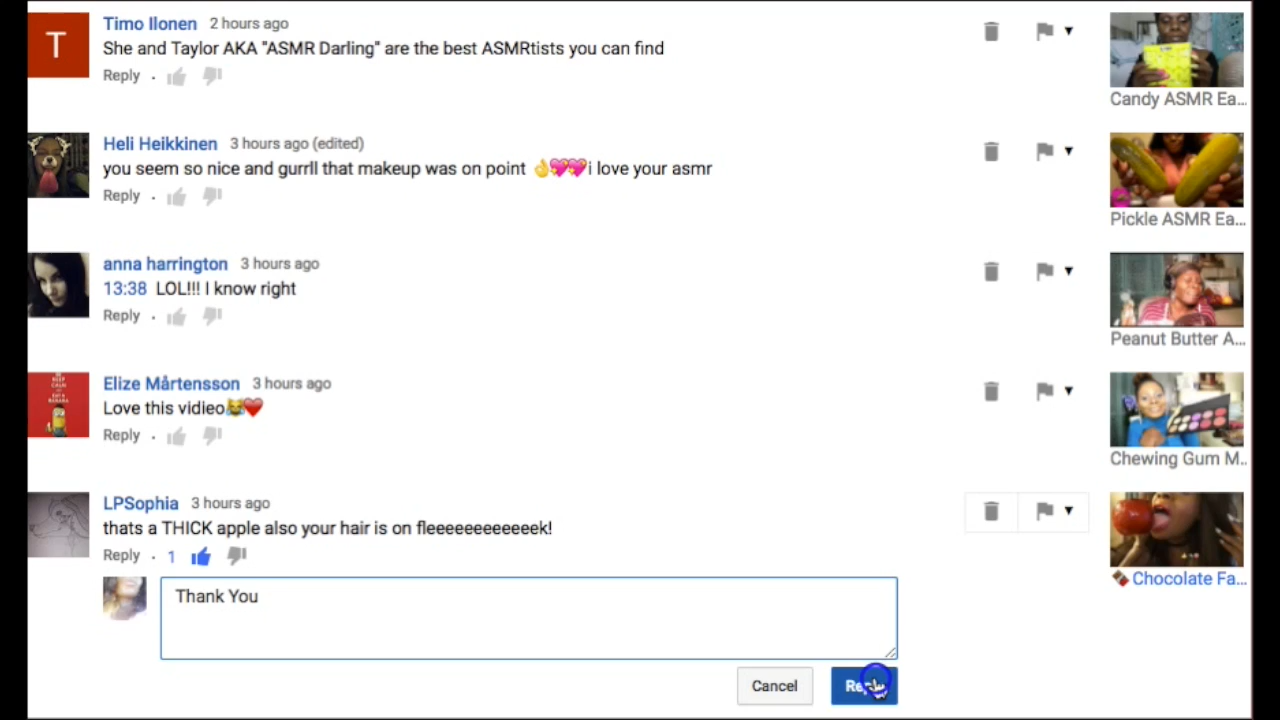 T
Timo Ilonen 2 hours ago
She and Taylor AKA "ASMR Darling" are the best ASMRtists you can find
Reply .
Candy ASMR Ea...
Heli Heikkinen 3 hours ago (edited)
you seem so nice and gurrll that makeup was on point 👌💖💖i love your asmr
Reply .
Pickle ASMR Ea...
anna harrington 3 hours ago
13:38 LOL!!! I know right
Reply .
Peanut Butter A...
KEEP
CALM
Elize Mårtensson 3 hours ago
Love this vidieo😹❤️
Reply .
Chewing Gum M..
LPSophia 3 hours ago
thats a THICK apple also your hair is on fleeeeeeeeeeeek!
Reply . 1
🍫 Chocolate Fa...
Thank You
Cancel